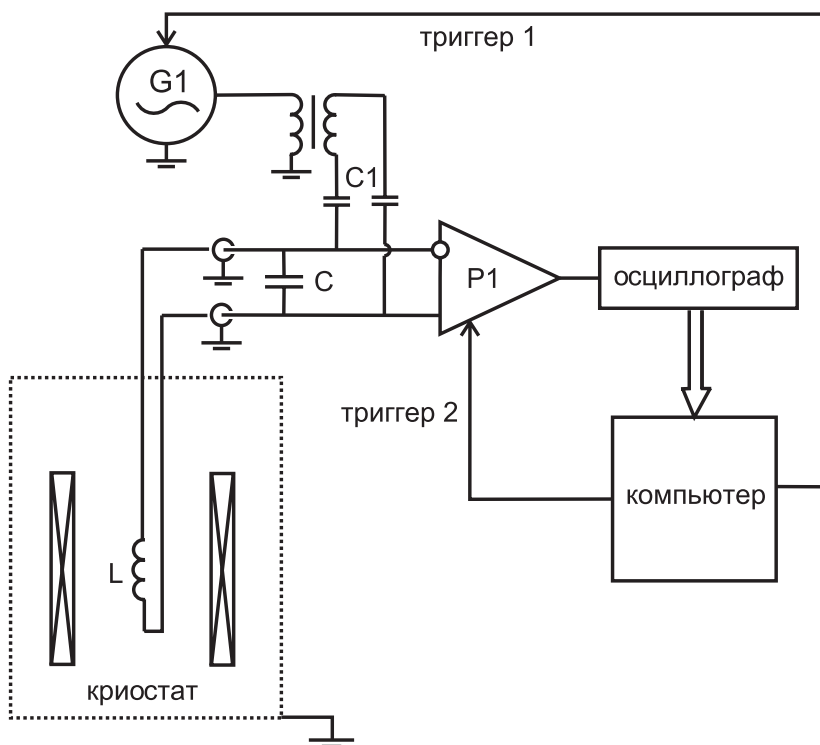 триггер 1
G1
C1
P1
осциллограф
C
триггер 2
компьютер
L
криостат